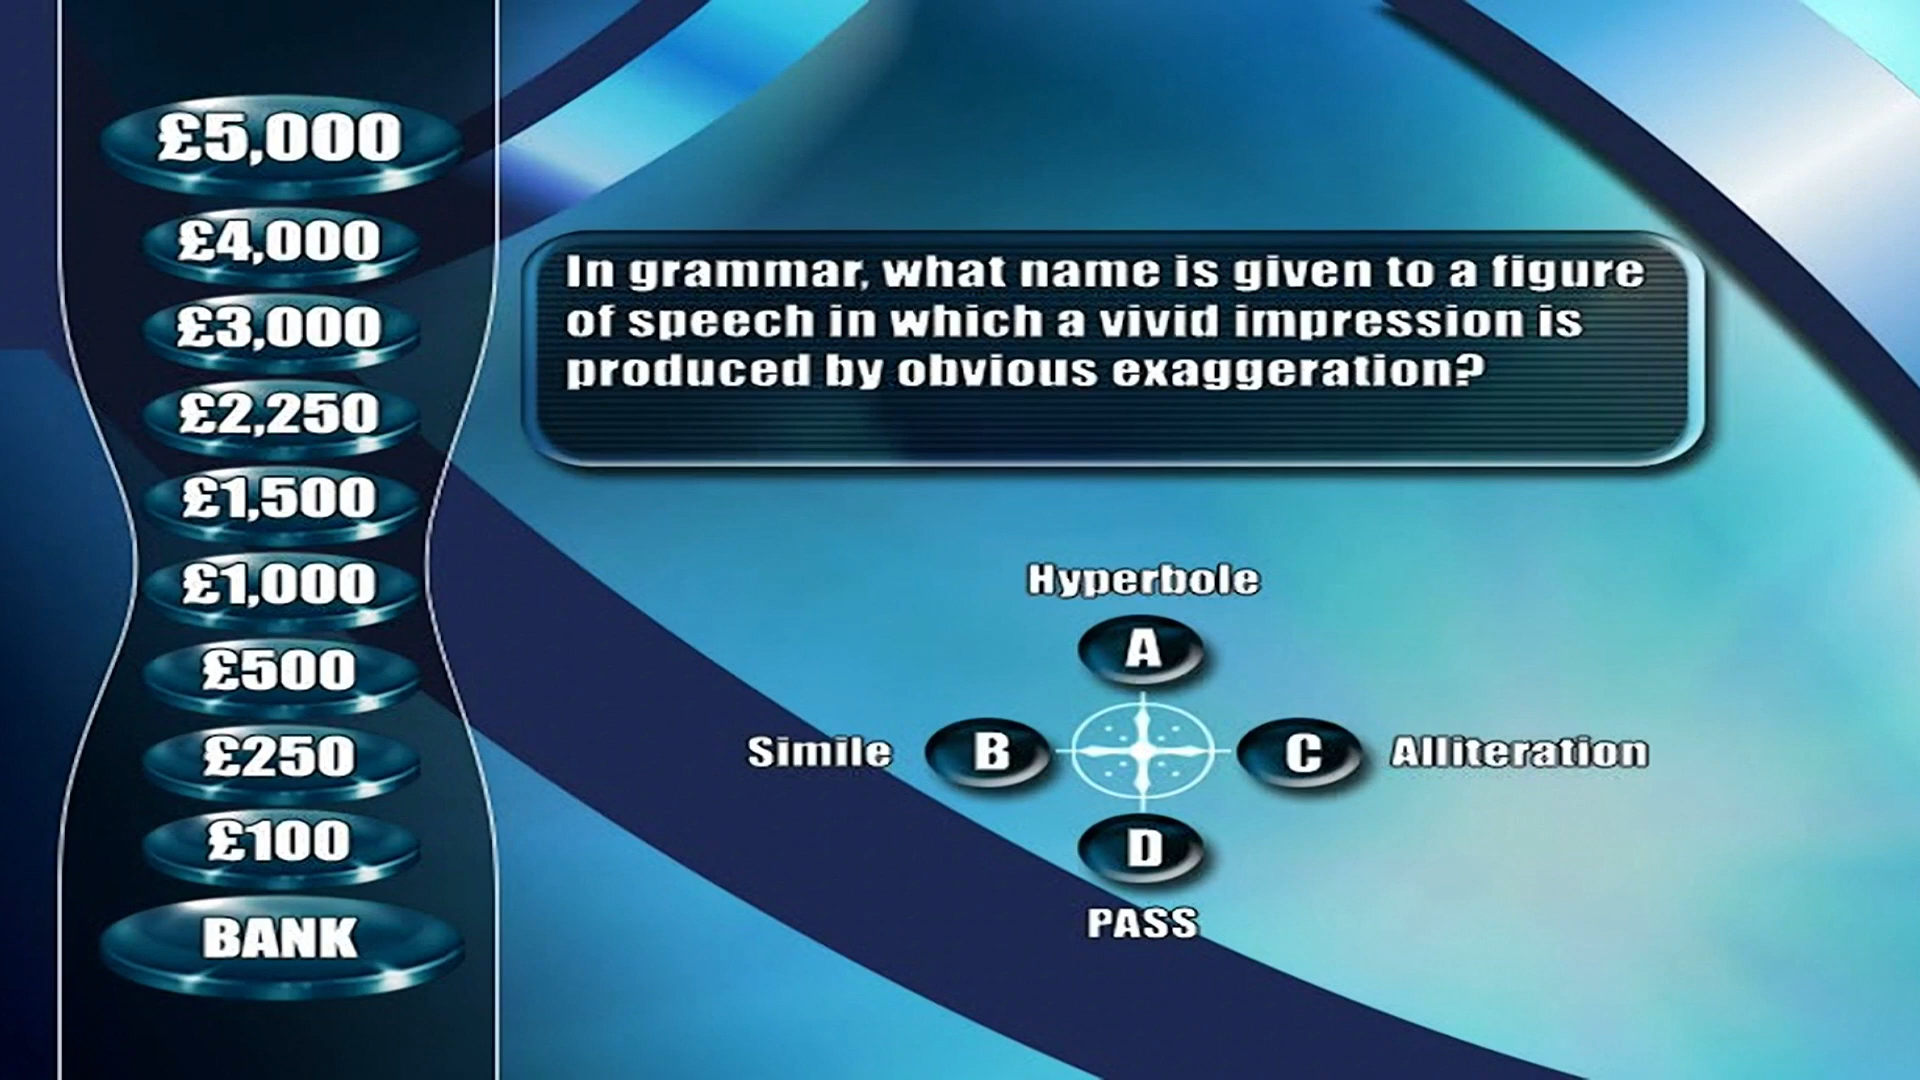 £5,000
£4,000
£3,000
£2,250
£1,500
£1,000
£500
£250
£100
BANK
In grammar, what name is given to a figure
of speech in which a vivid impression is
produced by obvious exaggeration?
Hyperbole
A
Simile B C Alliteration
D
PASS